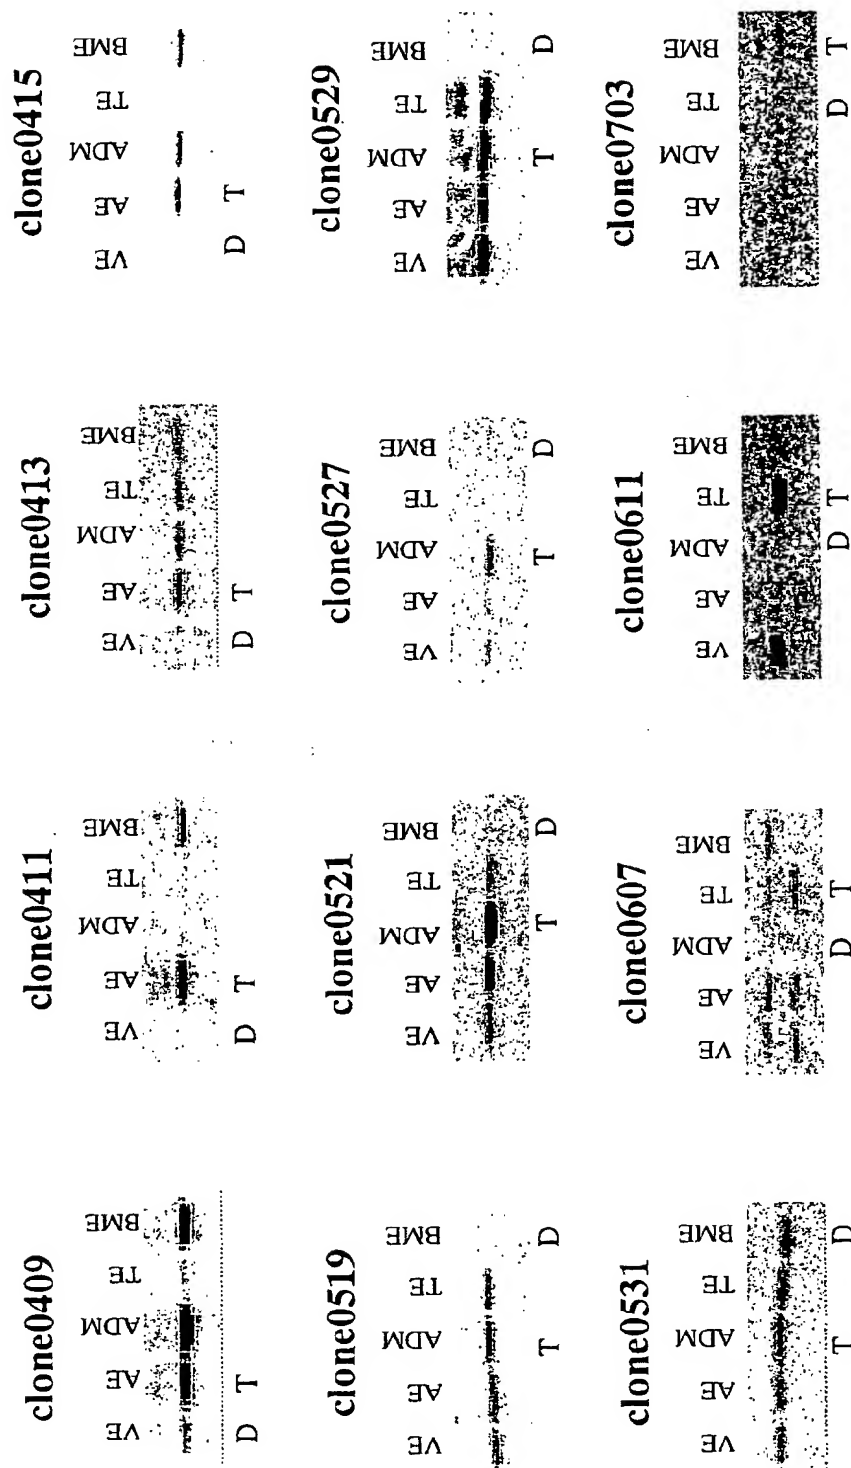 clone0409
VE AE ADM TE BME
D T
clone0411
VE AE ADM TE BME
D T
clone0413
VE AE ADM TE BME
D T
clone0415
VE AE ADM TE BME
D T
clone0519
VE AE ADM TE BME
T D
clone0521
VE AE ADM TE BME
T D
clone0527
VE AE ADM TE BME
T D
clone0529
VE AE ADM TE BME
T D
clone0531
VE AE ADM TE BME
T D
clone0607
VE AE ADM TE BME
D T
clone0611
VE AE ADM TE BME
D T
clone0703
VE AE ADM TE BME
D T